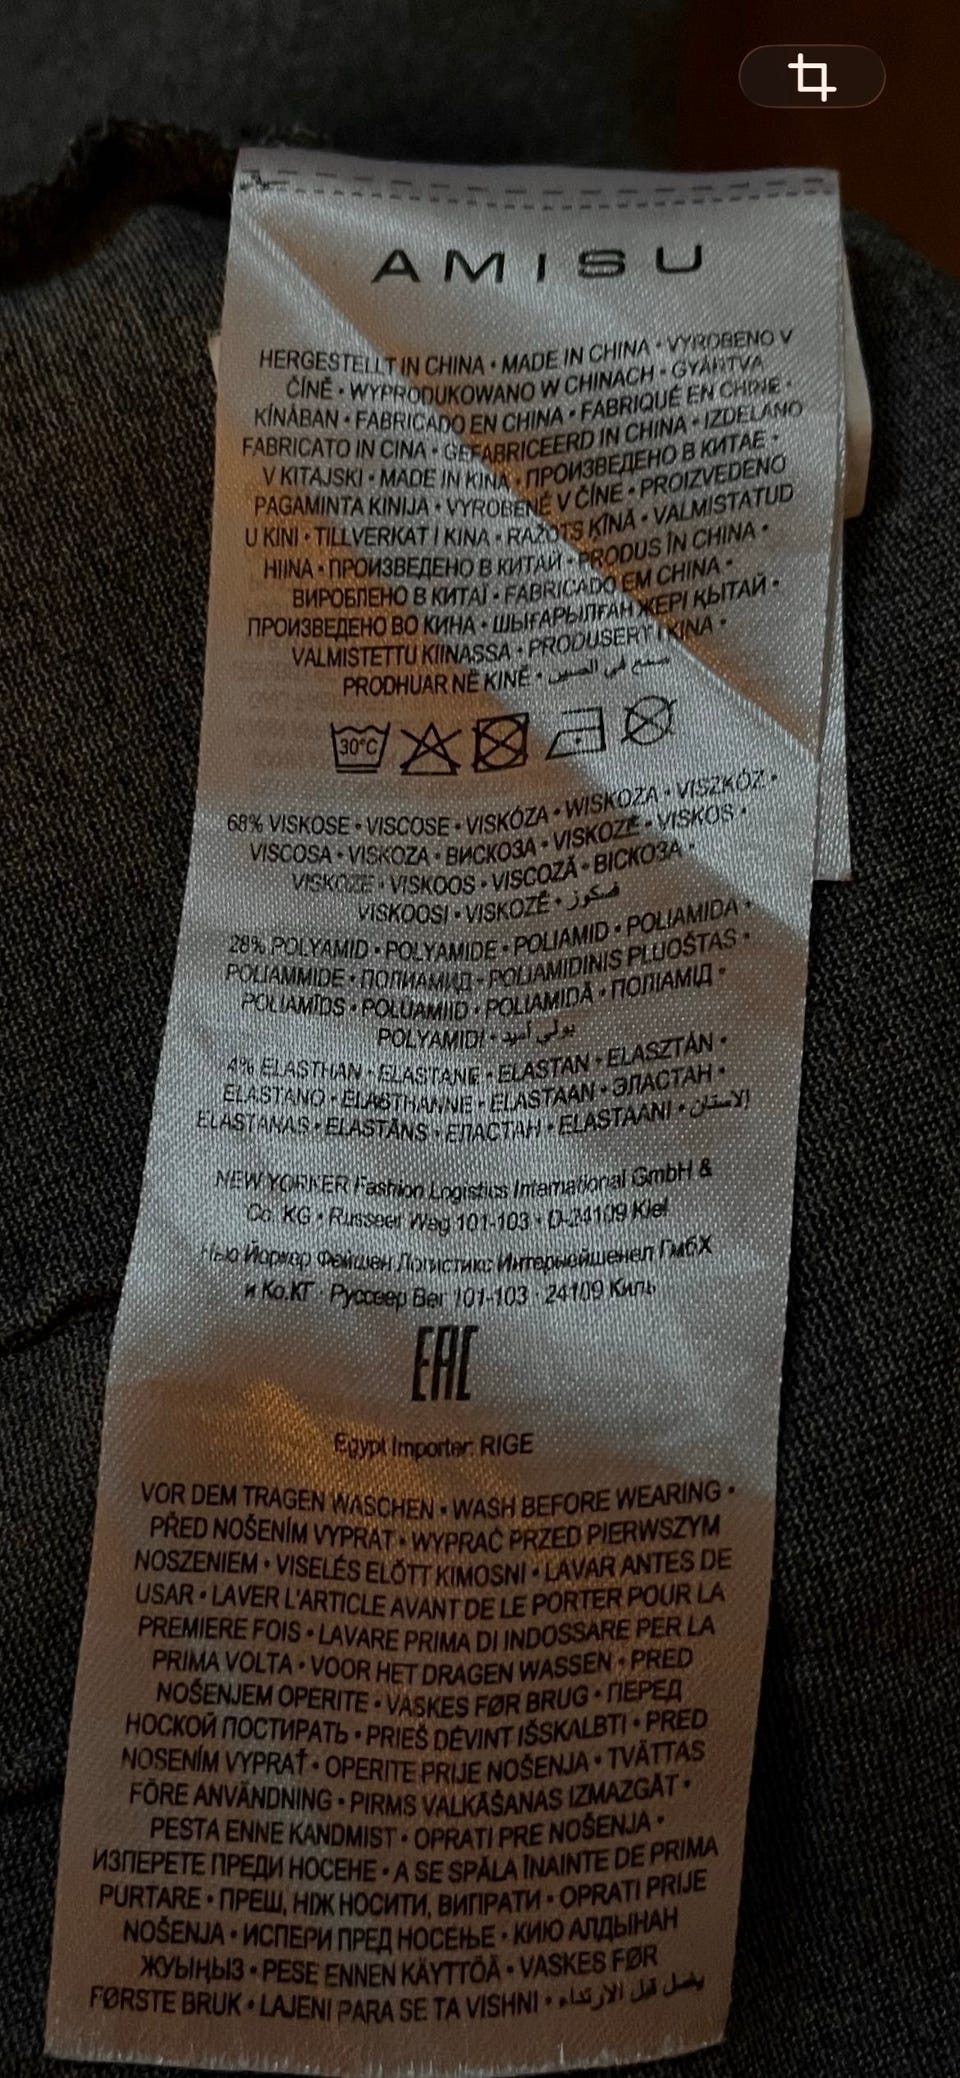 AMISU
HERGESTELLT IN CHINA • MADE IN CHINA • VYROBENO V
ČÍNĚ • WYPRODUKOWANO W CHINACH • GYÁRTVA
KÍNÁBAN • FABRICADO EN CHINA • FABRIQUÉ EN CHINE •
FABRICATO IN CINA • GEFABRICEERD IN CHINA • IZDELANO
V KITAJSKI • MADE IN KINA • ПРОИЗВЕДЕНО В КИТАЕ •
PAGAMINTA KINIJA • VYROBENÉ V ČÍNE • PROIZVEDENO
U KINI • TILLVERKAT I KINA • RAŽOTS ĶĪNĀ • VALMISTATUD
HIINA • ПРОИЗВЕДЕНО В КИТАЙ • PRODUS ÎN CHINA •
ВИРОБЛЕНО В КИТАЇ • FABRICADO EM CHINA •
ПРОИЗВЕДЕНО ВО КИНА • ШЫҒАРЫЛҒАН ЖЕРІ ҚЫТАЙ •
VALMISTETTU KIINASSA • PRODUSERT I KINA •
PRODHUAR NË KINË • صنع في الصين
30°C
68% VISKOSE • VISCOSE • VISKÓZA • WISKOZA • VISZKÓZ •
VISCOSA • VISKOZA • ВИСКОЗА • VISKOZĖ • VISKOS •
VISKOZE • VISKOOS • VISCOZĂ • ВІСКОЗА •
VISKOOSI • VISKOZË • فسكوز
28% POLYAMID • POLYAMIDE • POLIAMID • POLIAMIDA •
POLIAMMIDE • ПОЛИАМИД • POLIAMIDINIS PLUOŠTAS •
POLIAMĪDS • POLÜAMIID • POLIAMIDĂ • ПОЛІАМІД •
POLYAMIDI • بولي أميد
4% ELASTHAN • ELASTANE • ELASTAN • ELASZTÁN •
ELASTANO • ELASTHANNE • ELASTAAN • ЭЛАСТАН •
ELASTANAS • ELASTĀNS • ЕЛАСТАН • ELASTAANI • الاستان
NEW YORKER Fashion Logistics International GmbH &
Co. KG • Russeer Weg 101-103 • D-24109 Kiel
Нью Йоркер Фейшен Логистикс Интернейшенел ГмбХ
и Ко.КГ · Руссеер Вег 101-103 · 24109 Киль
EAC
Egypt Importer: RIGE
VOR DEM TRAGEN WASCHEN • WASH BEFORE WEARING •
PŘED NOŠENÍM VYPRAT • WYPRAĆ PRZED PIERWSZYM
NOSZENIEM • VISELÉS ELŐTT KIMOSNI • LAVAR ANTES DE
USAR • LAVER L'ARTICLE AVANT DE LE PORTER POUR LA
PREMIERE FOIS • LAVARE PRIMA DI INDOSSARE PER LA
PRIMA VOLTA • VOOR HET DRAGEN WASSEN • PRED
NOŠENJEM OPERITE • VASKES FØR BRUG • ПЕРЕД
НОСКОЙ ПОСТИРАТЬ • PRIEŠ DĖVINT IŠSKALBTI • PRED
NOSENÍM VYPRAŤ • OPERITE PRIJE NOŠENJA • TVÄTTAS
FÖRE ANVÄNDNING • PIRMS VALKĀŠANAS IZMAZGĀT •
PESTA ENNE KANDMIST • OPRATI PRE NOŠENJA •
ИЗПЕРЕТЕ ПРЕДИ НОСЕНЕ • A SE SPĂLA ÎNAINTE DE PRIMA
PURTARE • ПРЕШ, НІЖ НОСИТИ, ВИПРАТИ • OPRATI PRIJE
NOŠENJA • ИСПЕРИ ПРЕД НОСЕЊЕ • КИЮ АЛДЫНАН
ЖУЫҢЫЗ • PESE ENNEN KÄYTTÖÄ • VASKES FØR
FØRSTE BRUK • LAJENI PARA SE TA VISHNI • يغسل قبل الارتداء